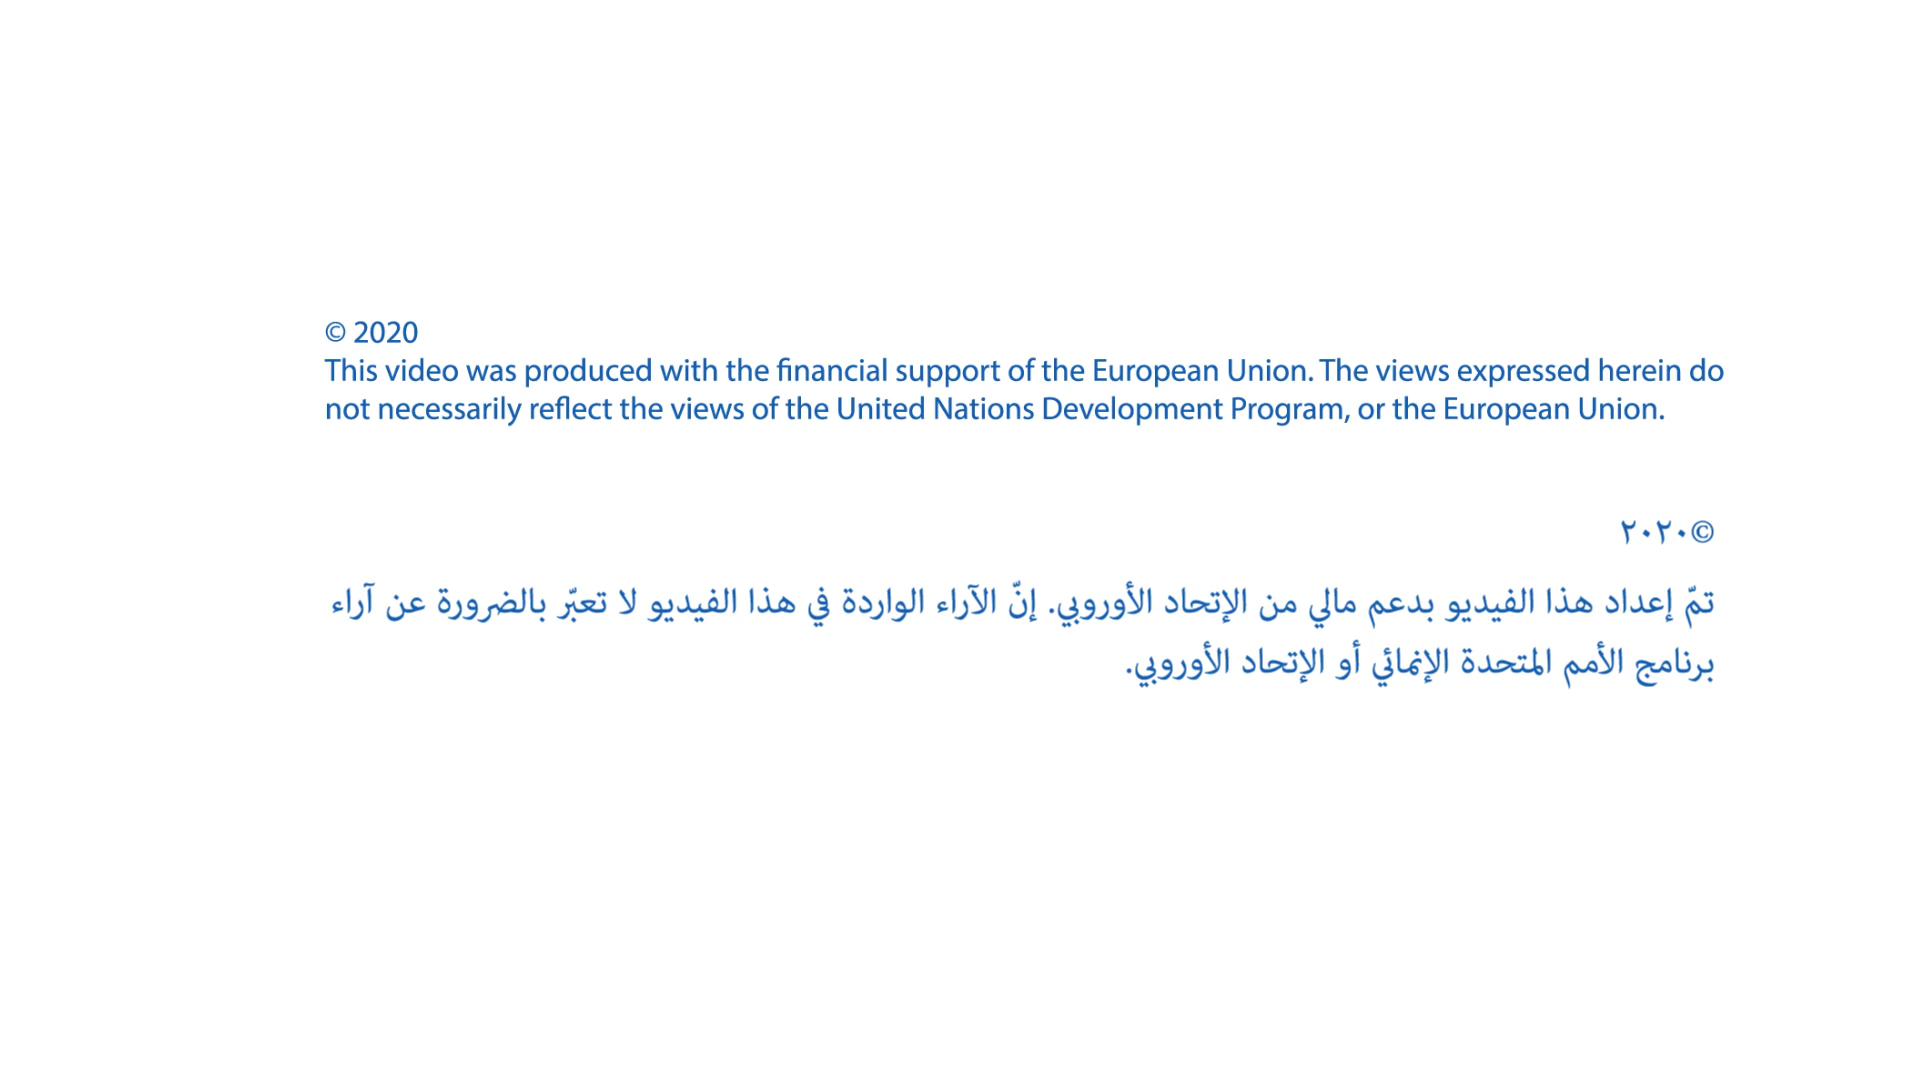 © 2020
This video was produced with the financial support of the European Union. The views expressed herein do
not necessarily reflect the views of the United Nations Development Program, or the European Union.
©٢٠٢٠
تمّ إعداد هذا الفيديو بدعم مالي من الإتحاد الأوروبي. إنّ الآراء الواردة في هذا الفيديو لا تعبّر بالضرورة عن آراء
برنامج الأمم المتحدة الإنمائي أو الإتحاد الأوروبي.